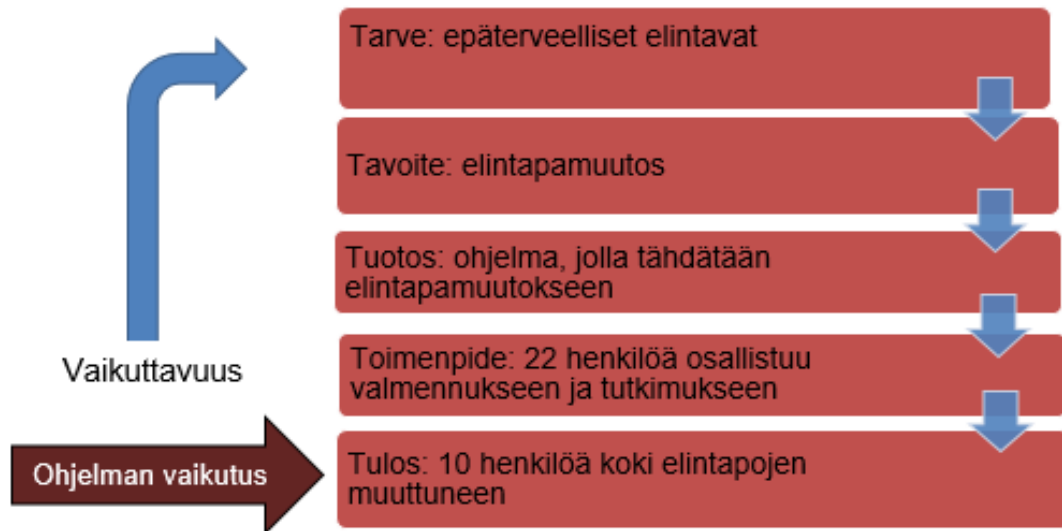 Tarve: epäterveelliset elintavat
Tavoite: elintapamuutos
Tuotos: ohjelma, jolla tähdätään
elintapamuutokseen
Toimenpide: 22 henkilöä osallistuu
valmennukseen ja tutkimukseen
Tulos: 10 henkilöä koki elintapojen
muuttuneen
Vaikuttavuus
Ohjelman vaikutus